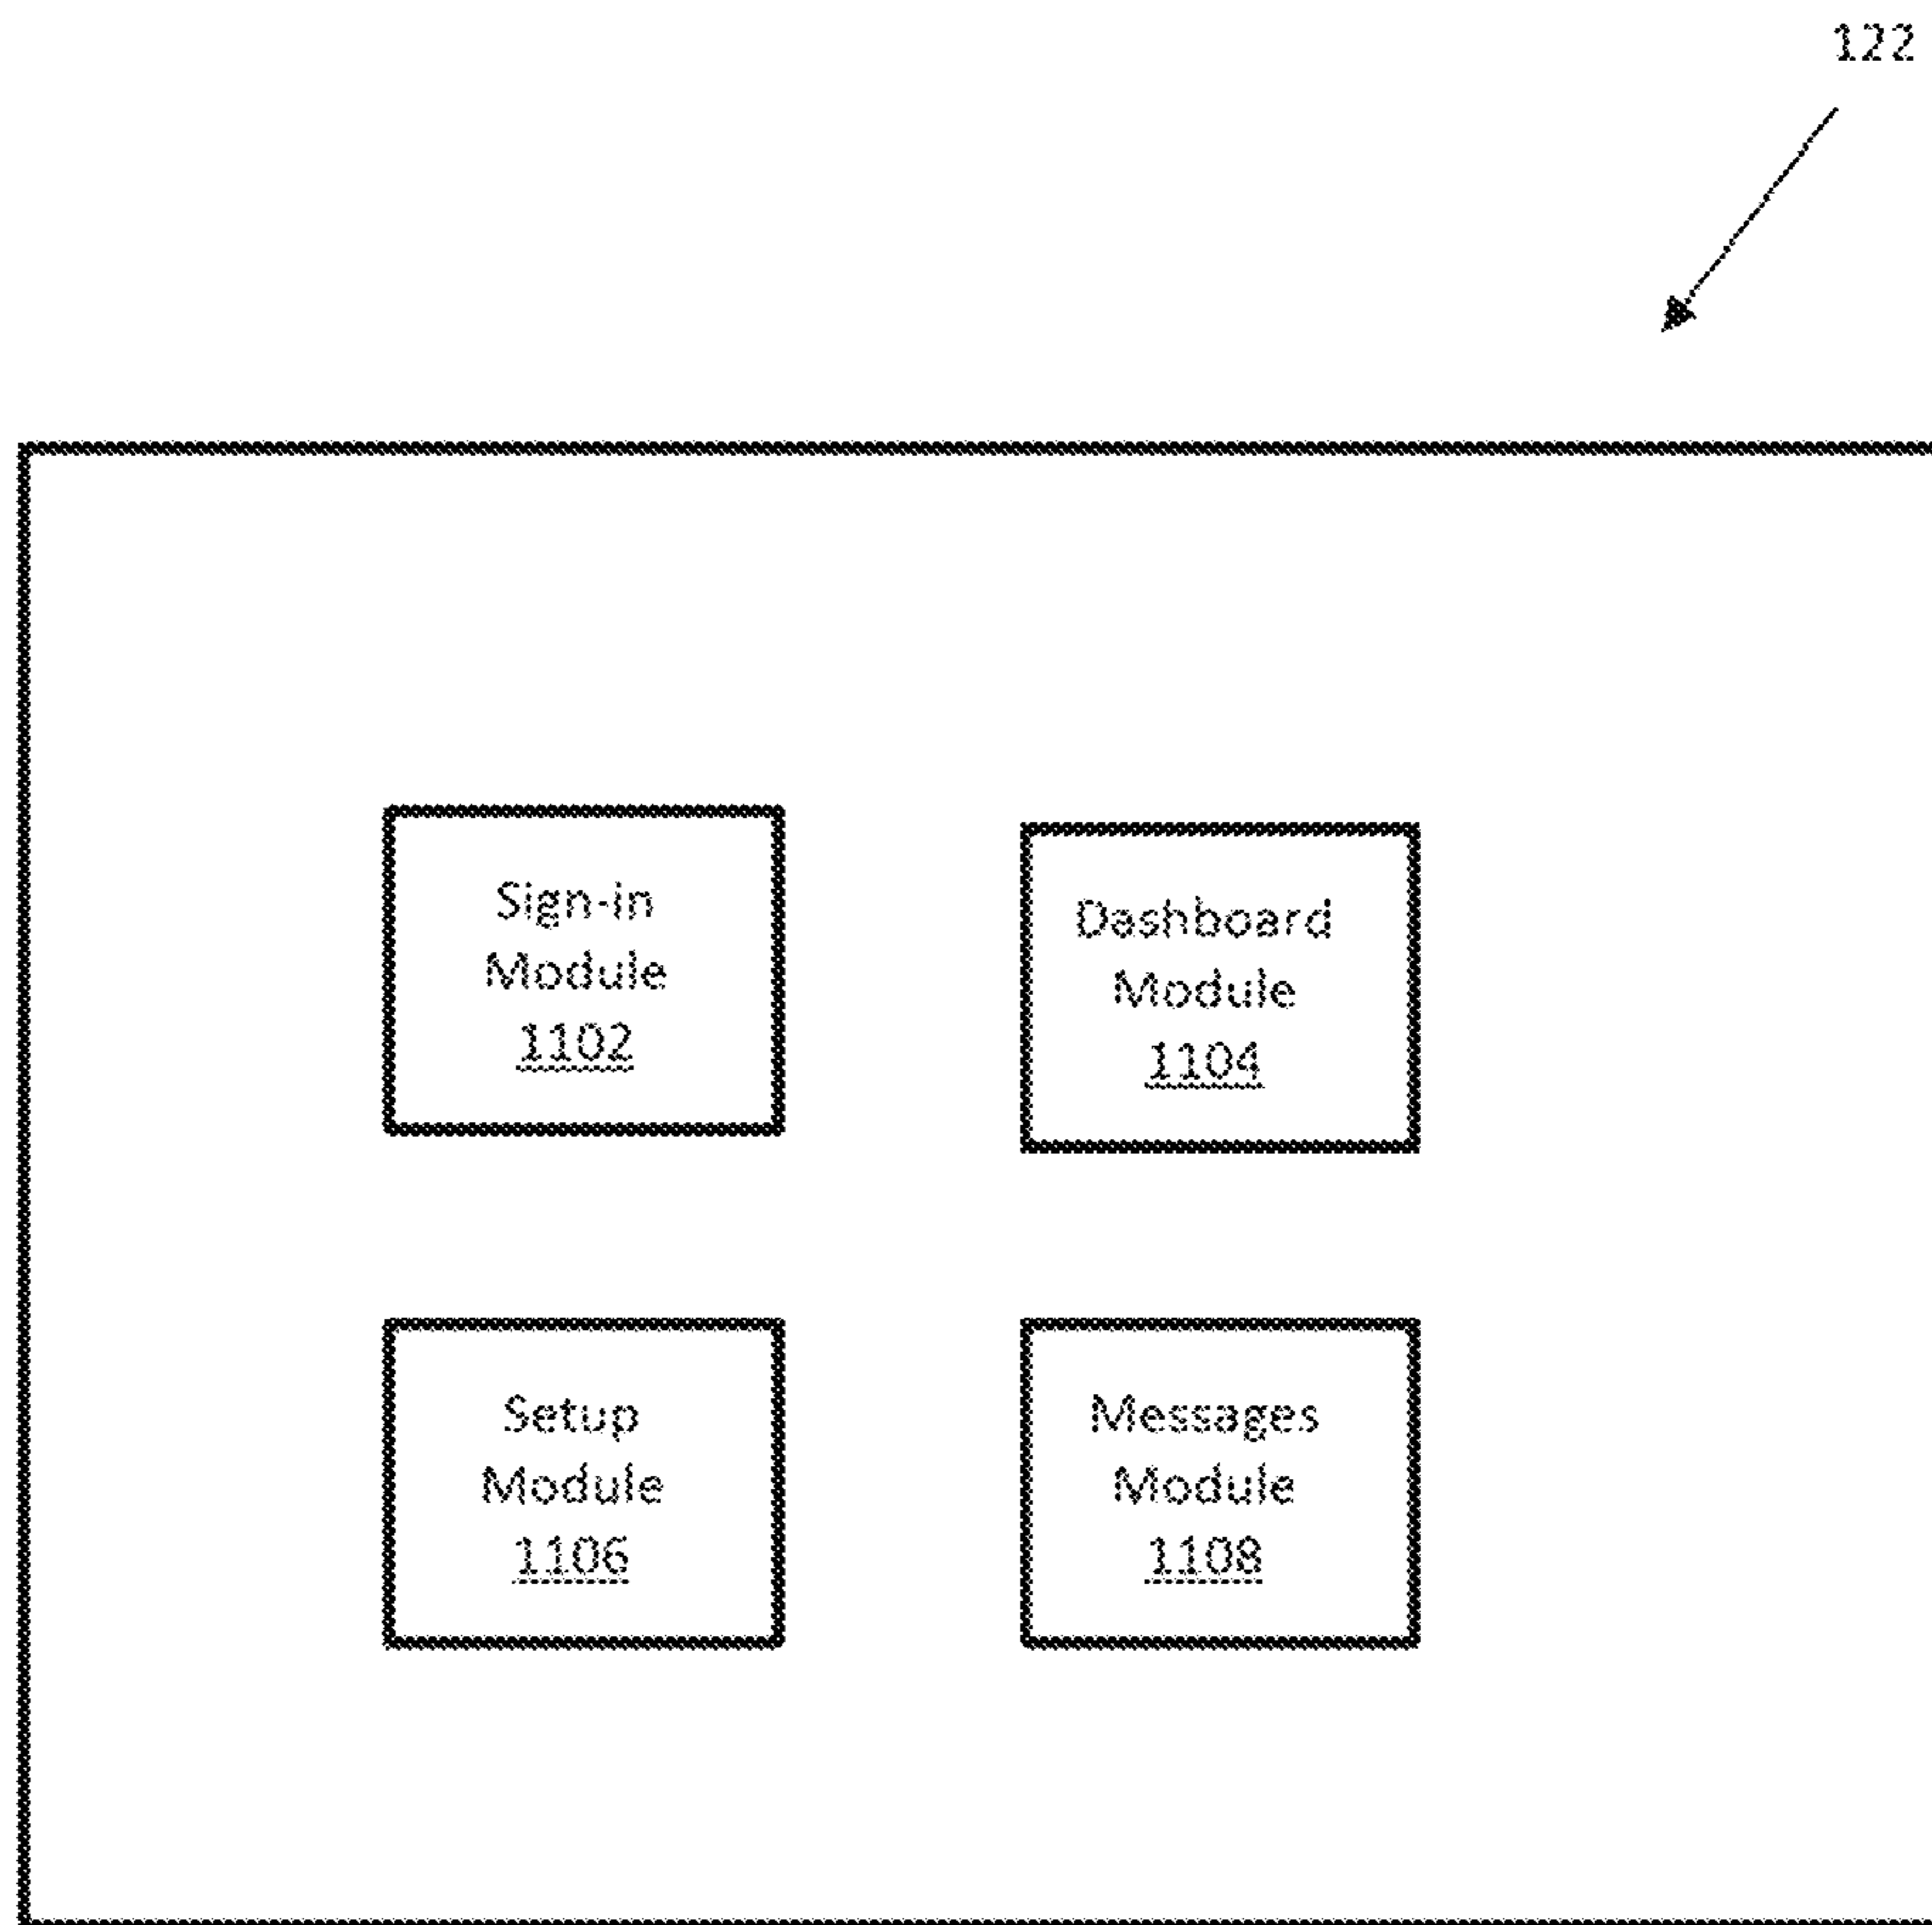 122
Sign-in
Module
1102
Dashboard
Module
1104
Setup
Module
1106
Messages
Module
1108